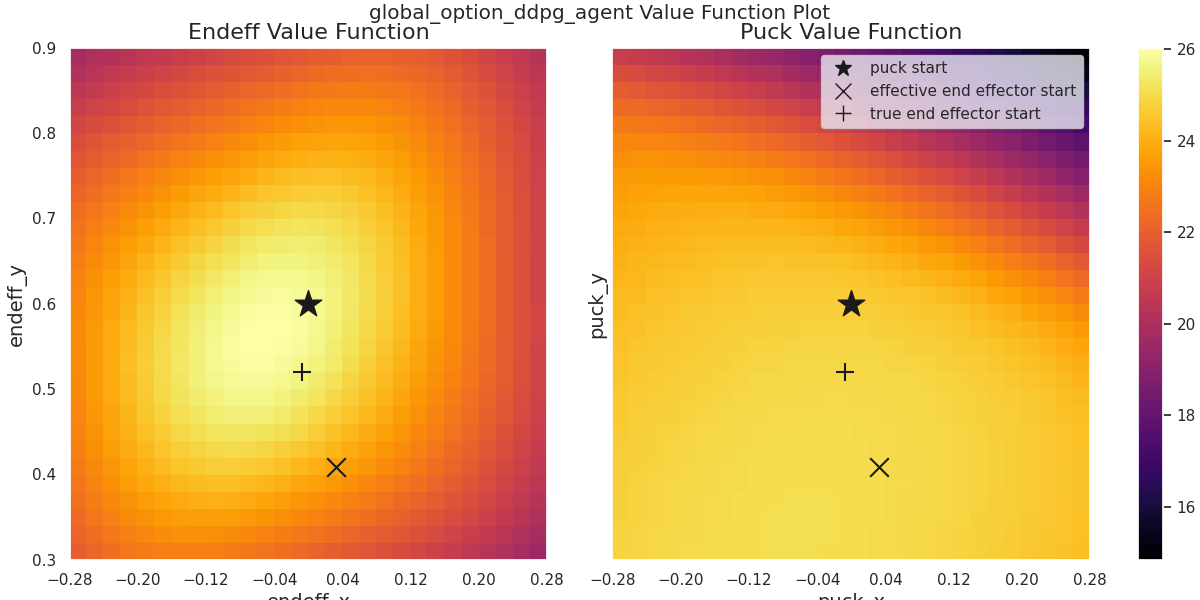 global_option_ddpg_agent Value Function Plot
Endeff Value Function
Puck Value Function
puck start
effective end effector start
true end effector start
endeff_y
0.9
0.8
0.7
0.6
0.5
0.4
0.3
−0.28 −0.20 −0.12 −0.04 0.04 0.12 0.20 0.28
endeff_x
puck_y
−0.28 −0.20 −0.12 −0.04 0.04 0.12 0.20 0.28
puck_x
26
24
22
20
18
16